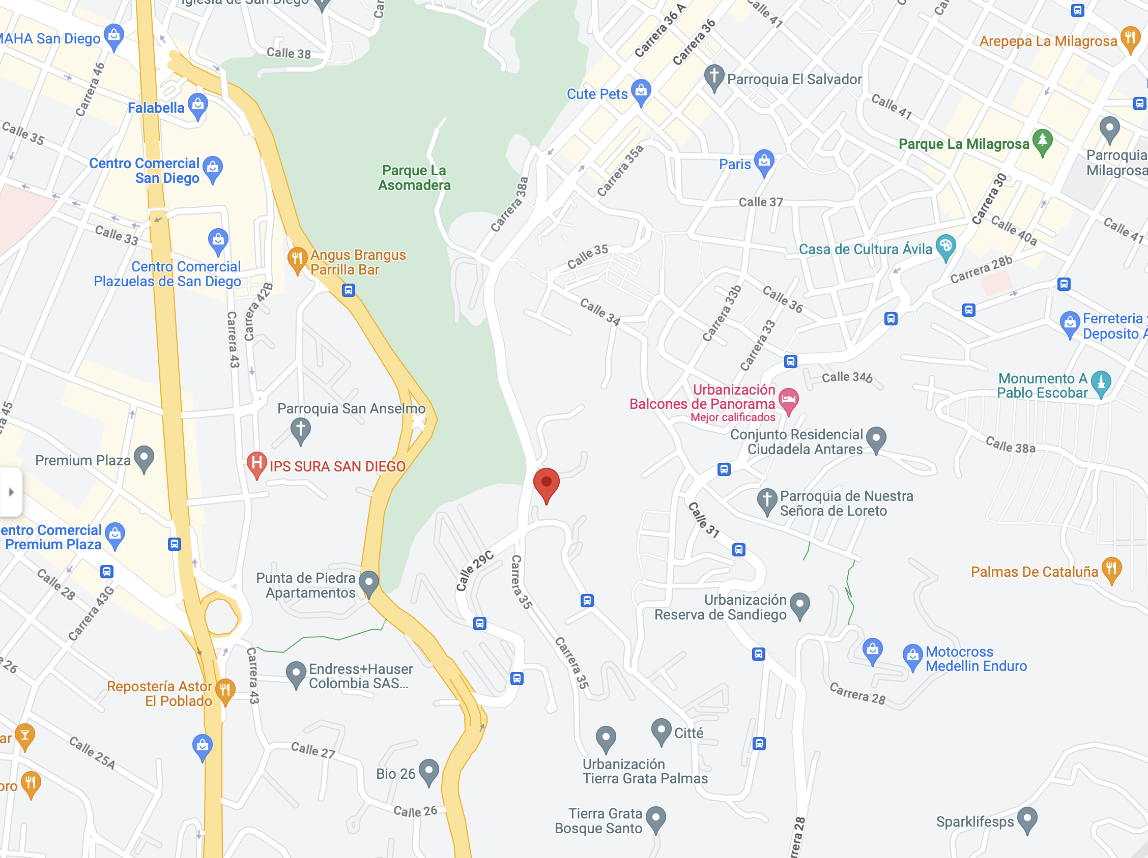 Iglesia de San Diego
Carrera 36 A
Carrera 36
Calle 41
MAHA San Diego
Calle 38
Arepepa La Milagrosa
Carrera 46
Parroquia El Salvador
Cute Pets
Falabella
Calle 41
Calle 35
Parque La Milagrosa
Centro Comercial
San Diego
Carrera 35a
Paris
Parroquia
Milagrosa
Parque La
Asomadera
Carrera 38a
Calle 37
Carrera 30
Calle 33
Calle 40a
Calle 41
Centro Comercial
Plazuelas de San Diego
Angus Brangus
Parrilla Bar
Calle 35
Casa de Cultura Ávila
Carrera 28b
Carrera 42B
Calle 34
Carrera 33b
Calle 36
Carrera 43
Carrera 33
Ferreteria
Deposito A
Calle 34b
Urbanización
Balcones de Panorama
Mejor calificados
Monumento A
Pablo Escobar
Parroquia San Anselmo
45
Conjunto Residencial
Ciudadela Antares
Calle 38a
Premium Plaza
IPS SURA SAN DIEGO
Parroquia de Nuestra
Señora de Loreto
Calle 31
entro Comercial
Premium Plaza
Calle 29C
Carrera 35
Palmas De Cataluña
Calle 28
Carrera 43G
Punta de Piedra
Apartamentos
Urbanización
Reserva de Sandiego
26
Carrera 43
Endress+Hauser
Colombia SAS...
Carrera 35
Motocross
Medellin Enduro
Repostería Astor
El Poblado
Carrera 28
ar
Calle 25A
Calle 27
Citté
Urbanización
Tierra Grata Palmas
Bio 26
oro
Calle 26
Tierra Grata
Bosque Santo
Carrera 28
Sparklifesps